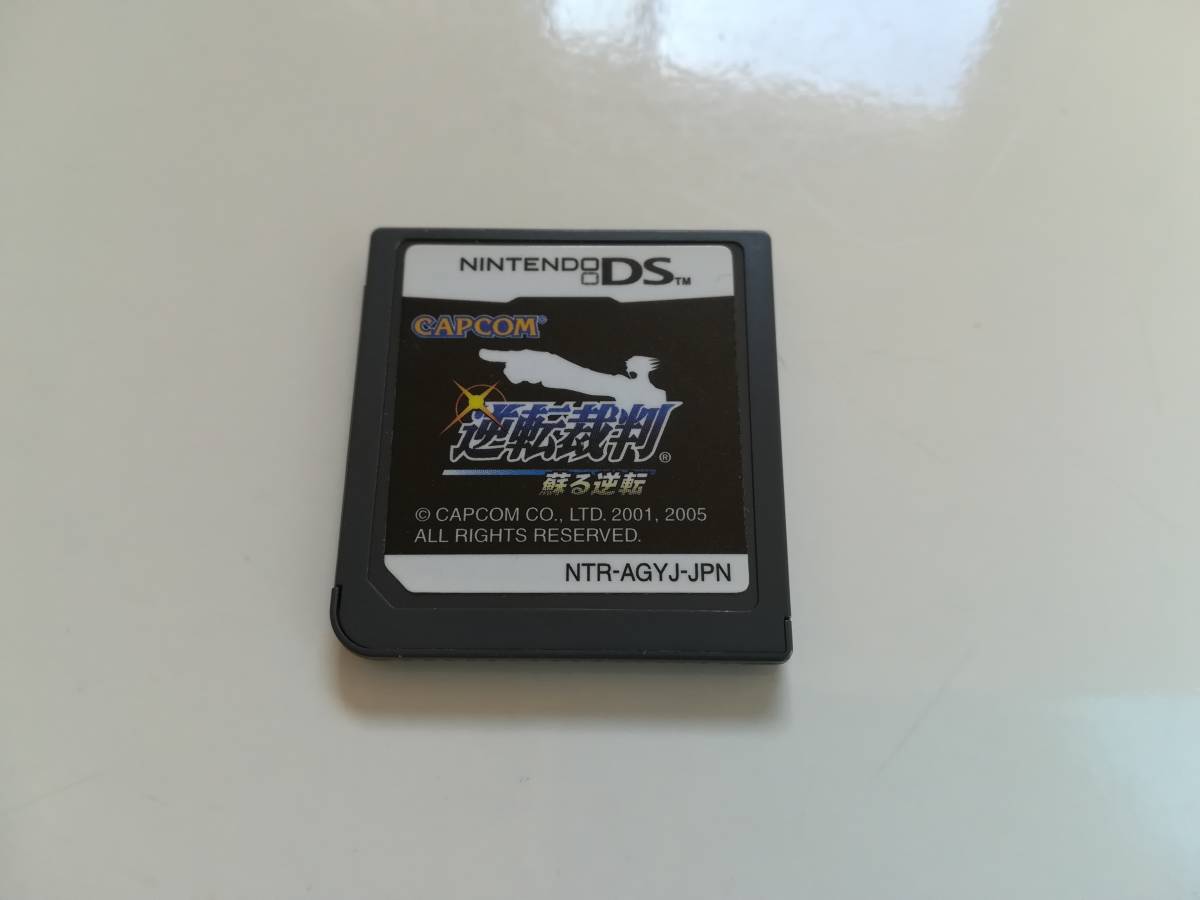 NINTENDO DS™
CAPCOM®
逆転裁判®
蘇る逆転
© CAPCOM CO., LTD. 2001, 2005
ALL RIGHTS RESERVED.
NTR-AGYJ-JPN